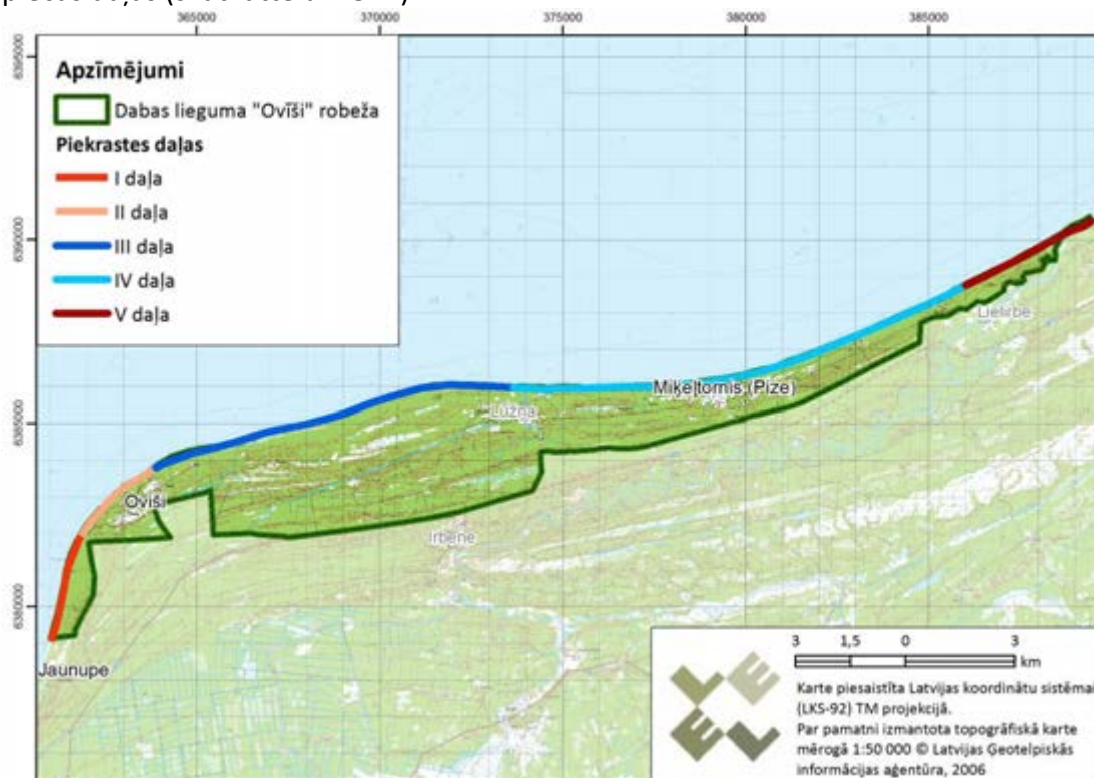 365000 370000 375000 380000 385000
6395000
6390000
6385000
6380000
Apzīmējumi
Dabas lieguma "Ovīši" robeža
Piekrastes daļas
I daļa
II daļa
III daļa
IV daļa
V daļa
Lielirbe
Miķeļtornis (Pize)
Lūžņa
Ovīši
Irbene
Jaunupe
3 1,5 0 3
km
Karte piesaistīta Latvijas koordinātu sistēmai
(LKS-92) TM projekcijā.
Par pamatni izmantota topogrāfiskā karte
mērogā 1:50 000 © Latvijas Ģeotelpiskās
informācijas aģentūra, 2006